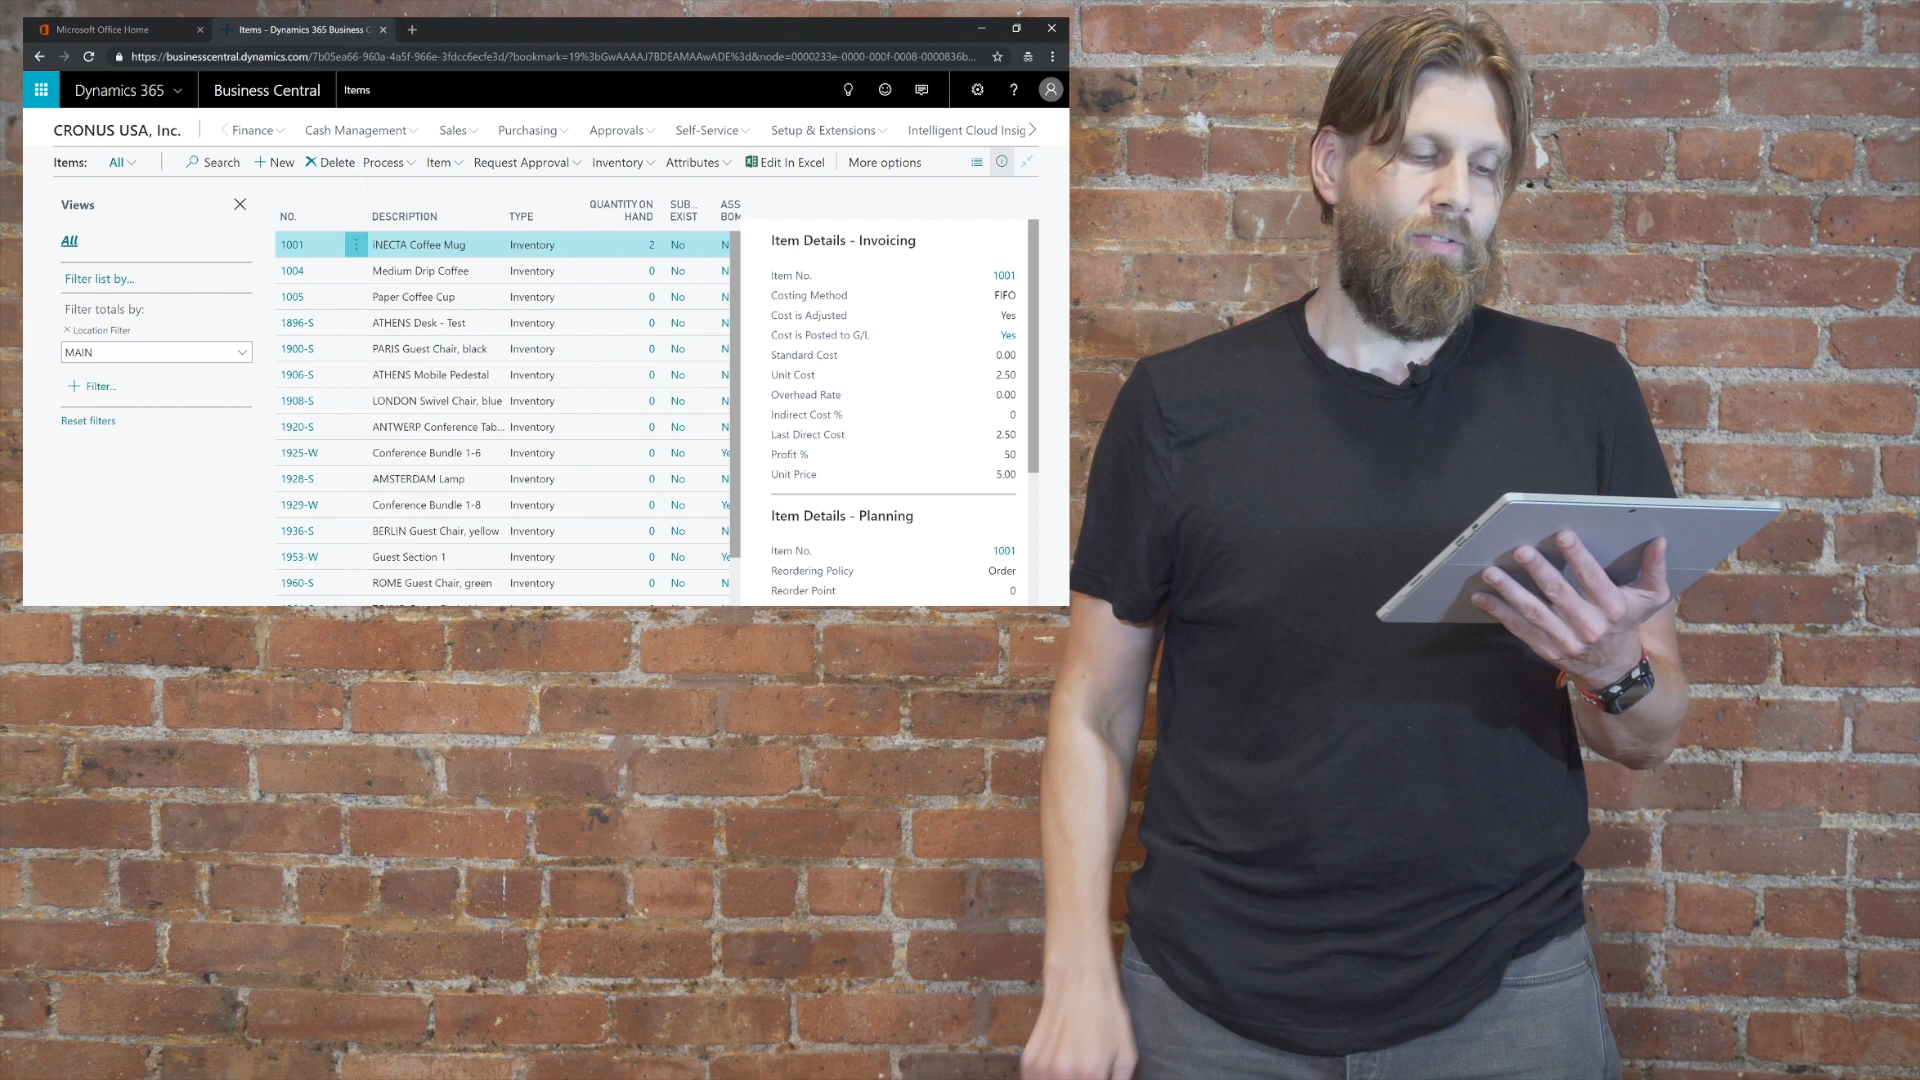 Microsoft Office Home
Items - Dynamics 365 Business C
https://businesscentral.dynamics.com/7b05ea66-960a-4a5f-966e-3fdcc6ecfe3d/?bookmark=19%3bGwAAAAJ7BDEAMAAwADE%3d&node=0000233e-0000-000f-0008-0000836b...
Dynamics 365
Business Central
Items
?
CRONUS USA, Inc.
Finance
Cash Management
Sales
Purchasing
Approvals
Self-Service
Setup & Extensions
Intelligent Cloud Insig
Items:
All
Search
New
Delete
Process
Item
Request Approval
Inventory
Attributes
Edit In Excel
More options
Views
All
Filter list by...
Filter totals by:
× Location Filter
MAIN
+ Filter...
Reset filters
NO. DESCRIPTION TYPE QUANTITY ON HAND SUB... EXIST ASS BOM
1001 iNECTA Coffee Mug Inventory 2 No N
1004 Medium Drip Coffee Inventory 0 No N
1005 Paper Coffee Cup Inventory 0 No N
1896-S ATHENS Desk - Test Inventory 0 No N
1900-S PARIS Guest Chair, black Inventory 0 No N
1906-S ATHENS Mobile Pedestal Inventory 0 No N
1908-S LONDON Swivel Chair, blue Inventory 0 No N
1920-S ANTWERP Conference Tab... Inventory 0 No N
1925-W Conference Bundle 1-6 Inventory 0 No Ye
1928-S AMSTERDAM Lamp Inventory 0 No N
1929-W Conference Bundle 1-8 Inventory 0 No Ye
1936-S BERLIN Guest Chair, yellow Inventory 0 No N
1953-W Guest Section 1 Inventory 0 No Ye
1960-S ROME Guest Chair, green Inventory 0 No N
Item Details - Invoicing
Item No. 1001
Costing Method FIFO
Cost is Adjusted Yes
Cost is Posted to G/L Yes
Standard Cost 0.00
Unit Cost 2.50
Overhead Rate 0.00
Indirect Cost % 0
Last Direct Cost 2.50
Profit % 50
Unit Price 5.00
Item Details - Planning
Item No. 1001
Reordering Policy Order
Reorder Point 0